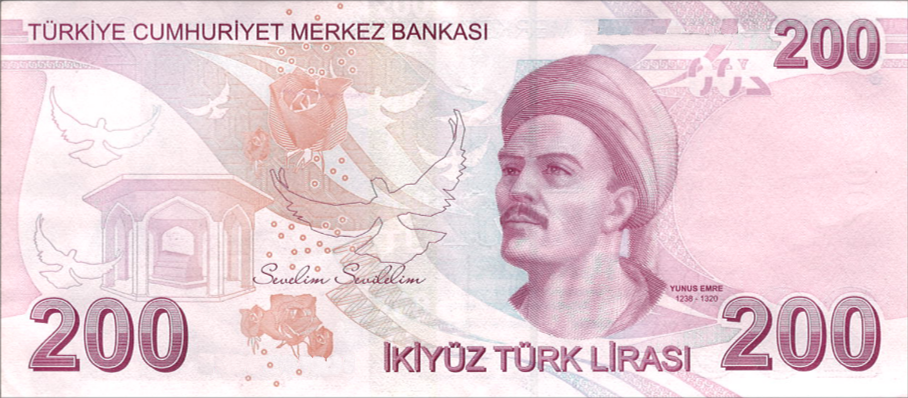 TÜRKİYE CUMHURİYET MERKEZ BANKASI
200
Sevelim Sevilelim
YUNUS EMRE
1238 - 1320
200
İKİYÜZ TÜRK LİRASI
200